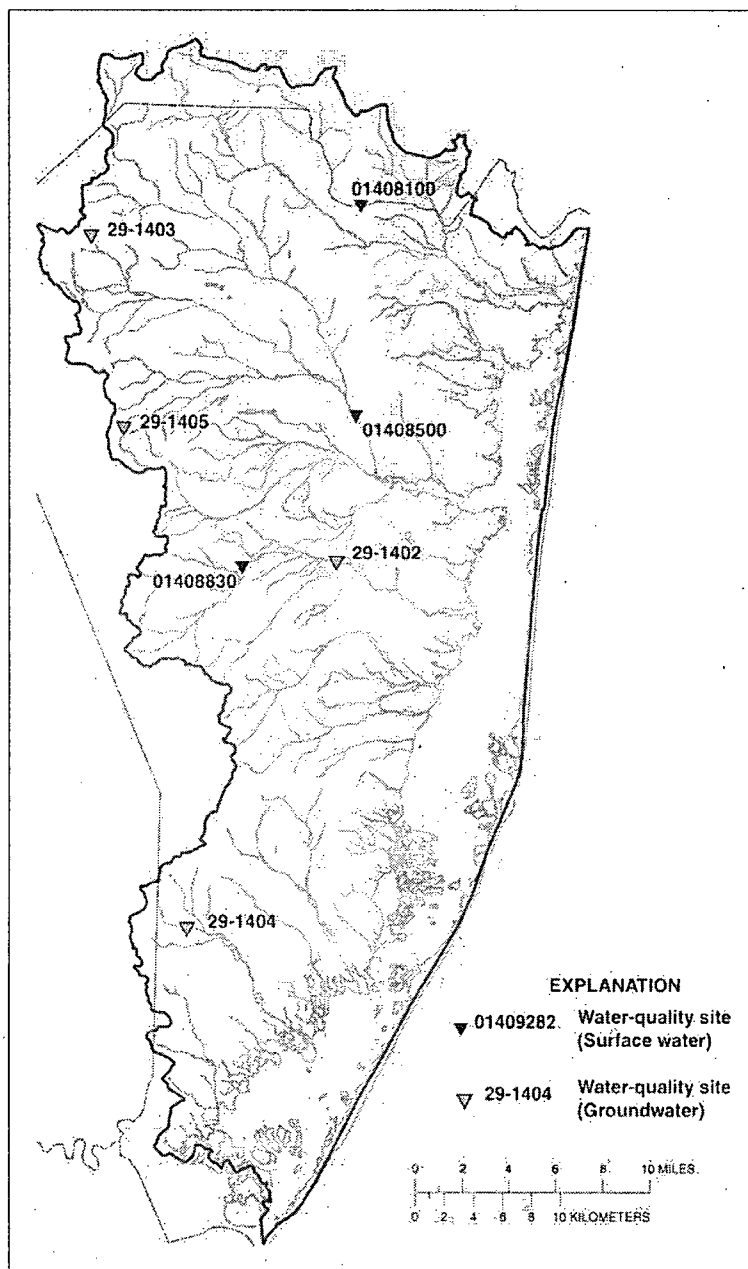 01408100
29-1403
29-1405
01408500
29-1402
01408830
29-1404
EXPLANATION
01409282 Water-quality site
(Surface water)
29-1404 Water-quality site
(Groundwater)
0 2 4 6 8 10 MILES
0 2 4 6 8 10 KILOMETERS